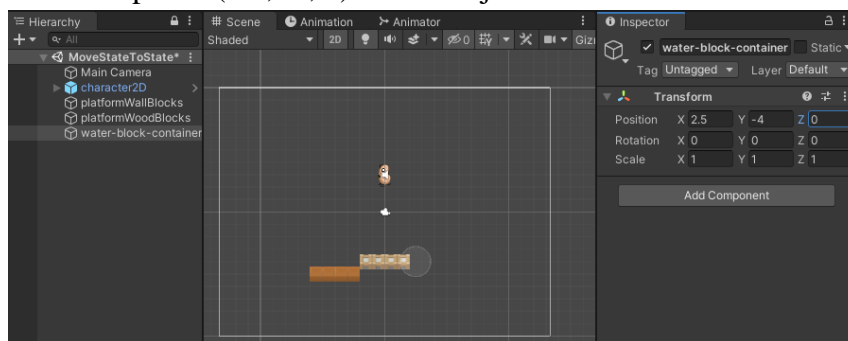 Hierarchy
All
MoveStateToState*
Main Camera
character2D
platformWallBlocks
platformWoodBlocks
water-block-container
# Scene Animation Animator
Shaded 2D 0 Giz
Inspector
water-block-container Static
Tag Untagged Layer Default
Transform
Position X 2.5 Y -4 Z 0
Rotation X 0 Y 0 Z 0
Scale X 1 Y 1 Z 1
Add Component